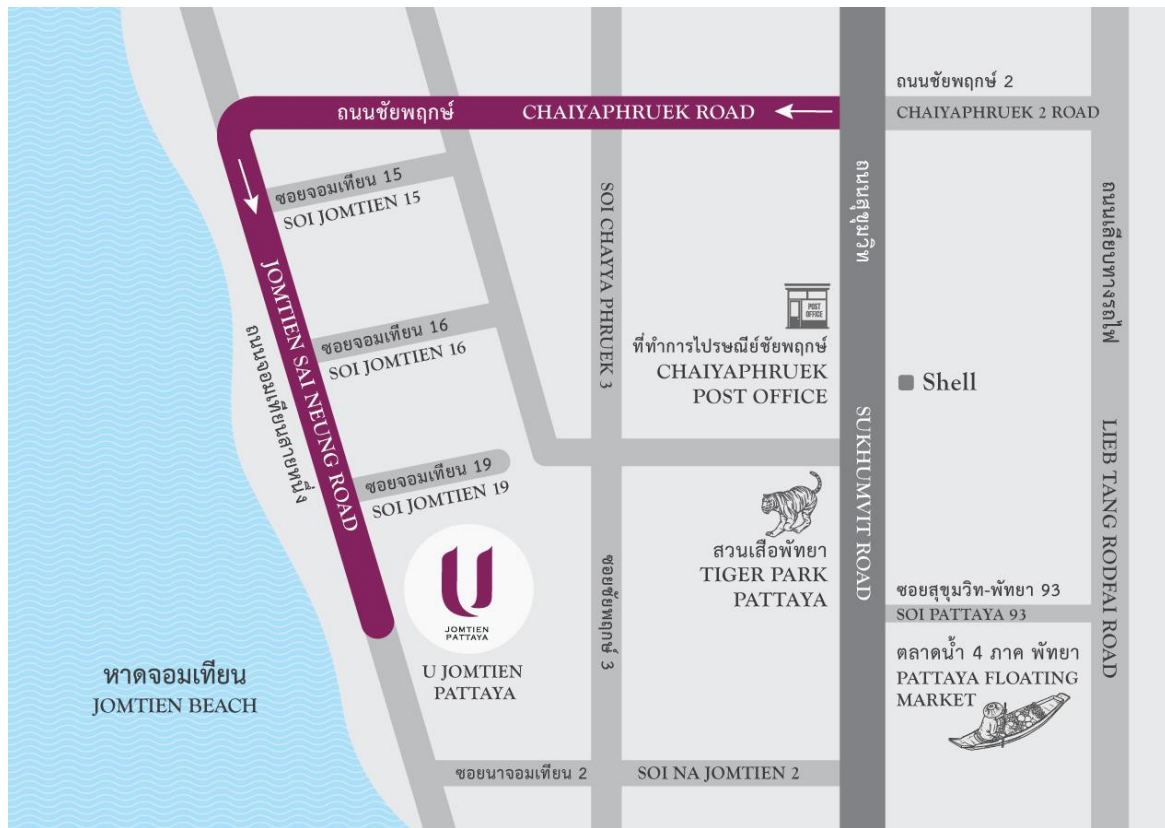 ถนนชัยพฤกษ์ 2
CHAIYAPHRUEK 2 ROAD
ถนนชัยพฤกษ์
CHAIYAPHRUEK ROAD
ซอยจอมเทียน 15
SOI JOMTIEN 15
SOI CHAYYA PHRUEK 3
ถนนสุขุมวิท
ถนนเลียบทางรถไฟ
JOMTIEN SAI NEUNG ROAD
ถนนจอมเทียนสายหนึ่ง
ซอยจอมเทียน 16
SOI JOMTIEN 16
POST
OFFICE
ที่ทำการไปรษณีย์ชัยพฤกษ์
CHAIYAPHRUEK
POST OFFICE
Shell
SUKHUMVIT ROAD
LIEB TANG RODFAI ROAD
ซอยจอมเทียน 19
SOI JOMTIEN 19
สวนเสือพัทยา
TIGER PARK
PATTAYA
ซอยชัยพฤกษ์ 3
ซอยสุขุมวิท-พัทยา 93
SOI PATTAYA 93
U
JOMTIEN
PATTAYA
U JOMTIEN
PATTAYA
ตลาดน้ำ 4 ภาค พัทยา
PATTAYA FLOATING
MARKET
หาดจอมเทียน
JOMTIEN BEACH
ซอยนาจอมเทียน 2
SOI NA JOMTIEN 2